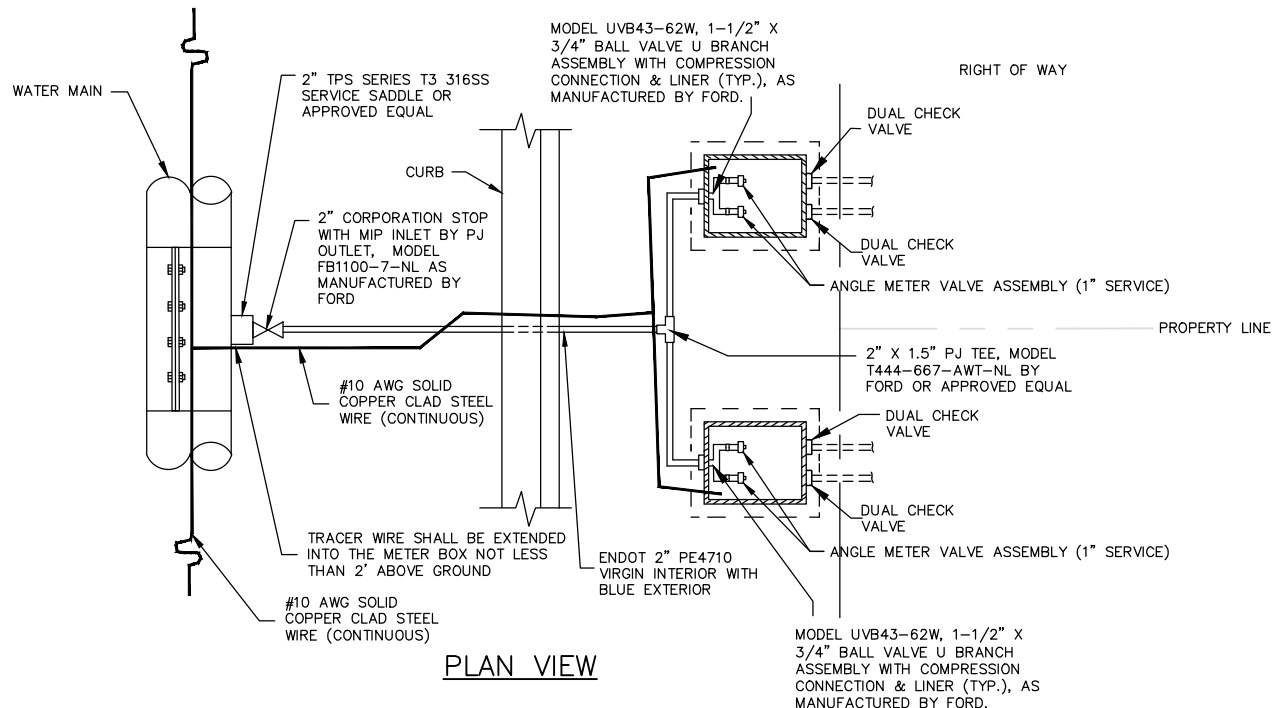 MODEL UVB43-62W, 1-1/2" X
3/4" BALL VALVE U BRANCH
ASSEMBLY WITH COMPRESSION
CONNECTION & LINER (TYP.), AS
MANUFACTURED BY FORD.
RIGHT OF WAY
WATER MAIN
2" TPS SERIES T3 316SS
SERVICE SADDLE OR
APPROVED EQUAL
DUAL CHECK
VALVE
CURB
2" CORPORATION STOP
WITH MIP INLET BY PJ
OUTLET, MODEL
FB1100-7-NL AS
MANUFACTURED BY
FORD
DUAL CHECK
VALVE
ANGLE METER VALVE ASSEMBLY (1" SERVICE)
PROPERTY LINE
2" X 1.5" PJ TEE, MODEL
T444-667-AWT-NL BY
FORD OR APPROVED EQUAL
#10 AWG SOLID
COPPER CLAD STEEL
WIRE (CONTINUOUS)
DUAL CHECK
VALVE
DUAL CHECK
VALVE
TRACER WIRE SHALL BE EXTENDED
INTO THE METER BOX NOT LESS
THAN 2' ABOVE GROUND
ENDOT 2" PE4710
VIRGIN INTERIOR WITH
BLUE EXTERIOR
ANGLE METER VALVE ASSEMBLY (1" SERVICE)
#10 AWG SOLID
COPPER CLAD STEEL
WIRE (CONTINUOUS)
MODEL UVB43-62W, 1-1/2" X
3/4" BALL VALVE U BRANCH
ASSEMBLY WITH COMPRESSION
CONNECTION & LINER (TYP.), AS
MANUFACTURED BY FORD.
PLAN VIEW